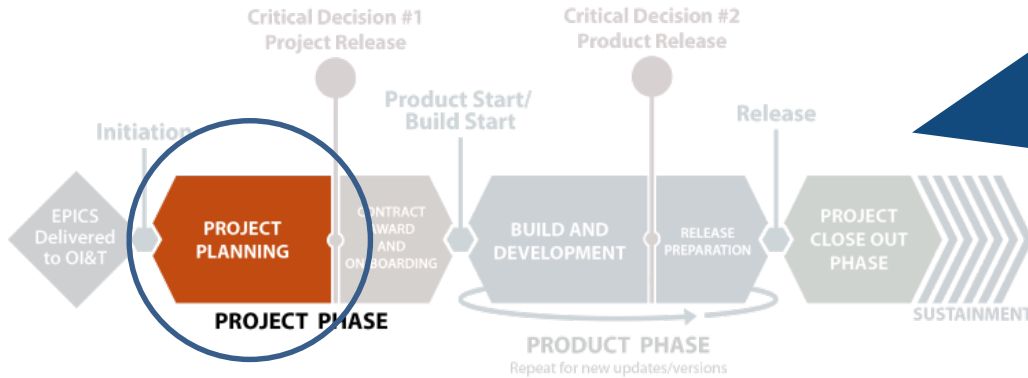 Critical Decision #1
Project Release
Critical Decision #2
Product Release
Initiation
Product Start/
Build Start
Release
EPICS
Delivered
to OI&T
PROJECT
PLANNING
CONTRACT
AWARD
AND
ONBOARDING
BUILD AND
DEVELOPMENT
RELEASE
PREPARATION
PROJECT
CLOSE OUT
PHASE
SUSTAINMENT
PROJECT PHASE
PRODUCT PHASE
Repeat for new updates/versions